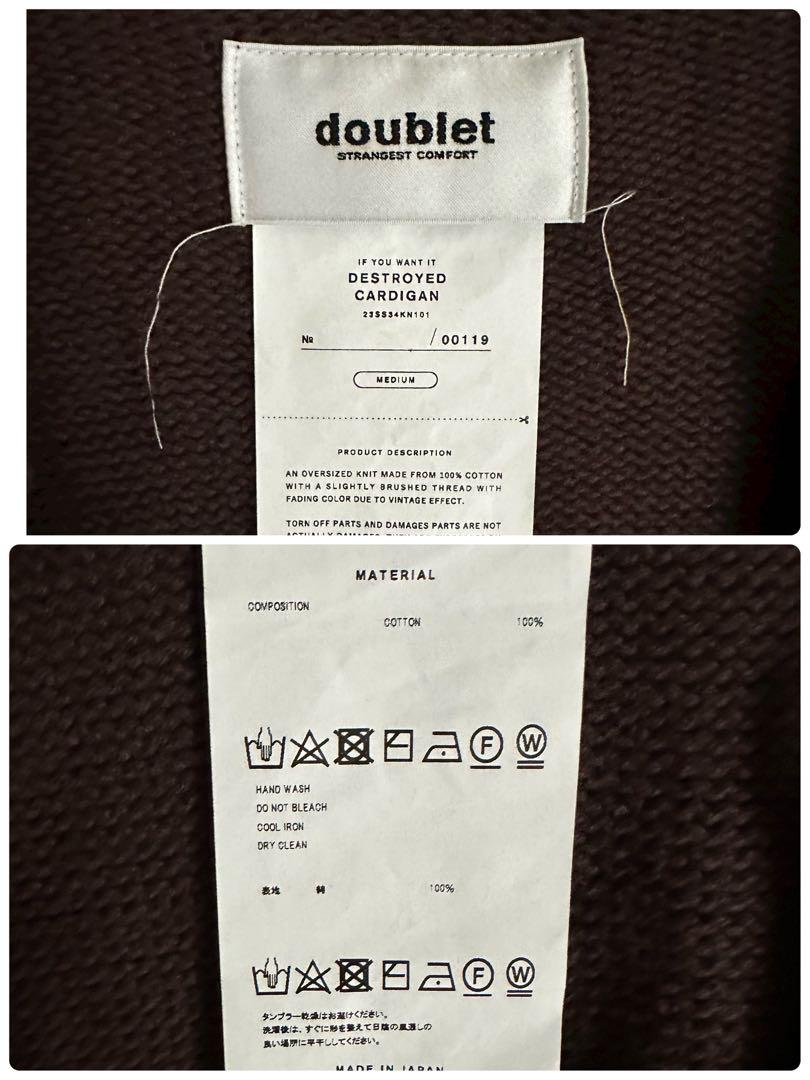 doublet
STRANGEST COMFORT
IF YOU WANT IT
DESTROYED
CARDIGAN
23SS34KN101
№ /00119
MEDIUM
PRODUCT DESCRIPTION
AN OVERSIZED KNIT MADE FROM 100% COTTON
WITH A SLIGHTLY BRUSHED THREAD WITH
FADING COLOR DUE TO VINTAGE EFFECT.
TORN OFF PARTS AND DAMAGES PARTS ARE NOT
MATERIAL
COMPOSITION
COTTON 100%
F W
HAND WASH
DO NOT BLEACH
COOL IRON
DRY CLEAN
表地 綿 100%
F W
タンブラー乾燥はお避けください。
洗濯後は、すぐに形を整えて日陰の風通しの
良い場所に平干ししてください。
MADE IN JAPAN